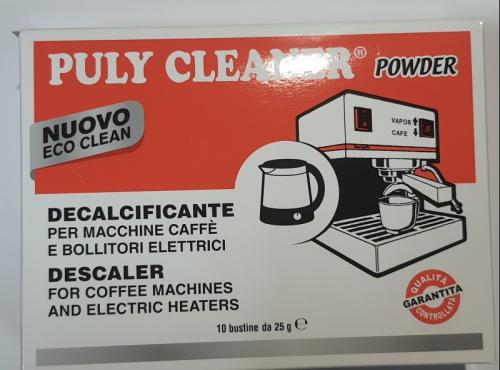 PULY CLEANER® POWDER
NUOVO
ECO CLEAN
VAPOR
CAFE
DECALCIFICANTE
PER MACCHINE CAFFÈ
E BOLLITORI ELETTRICI
DESCALER
FOR COFFEE MACHINES
AND ELECTRIC HEATERS
10 bustine da 25 g ℮
QUALITÀ
GARANTITA
CONTROLLATA